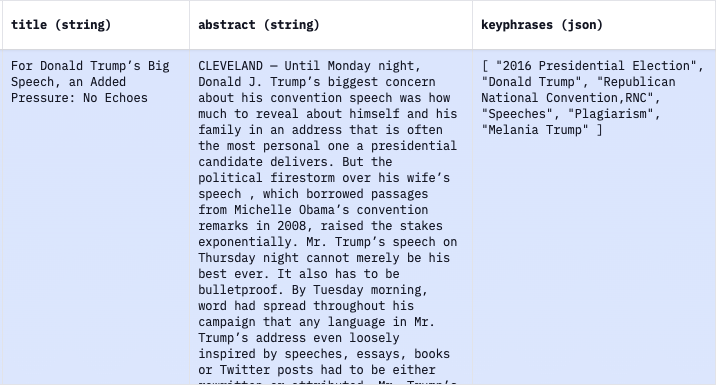 title (string)
abstract (string)
keyphrases (json)
For Donald Trump’s Big
Speech, an Added
Pressure: No Echoes
CLEVELAND — Until Monday night,
Donald J. Trump’s biggest concern
about his convention speech was how
much to reveal about himself and his
family in an address that is often
the most personal one a presidential
candidate delivers. But the
political firestorm over his wife’s
speech , which borrowed passages
from Michelle Obama’s convention
remarks in 2008, raised the stakes
exponentially. Mr. Trump’s speech on
Thursday night cannot merely be his
best ever. It also has to be
bulletproof. By Tuesday morning,
word had spread throughout his
campaign that any language in Mr.
Trump’s address even loosely
inspired by speeches, essays, books
or Twitter posts had to be either
[ "2016 Presidential Election",
"Donald Trump", "Republican
National Convention,RNC",
"Speeches", "Plagiarism",
"Melania Trump" ]